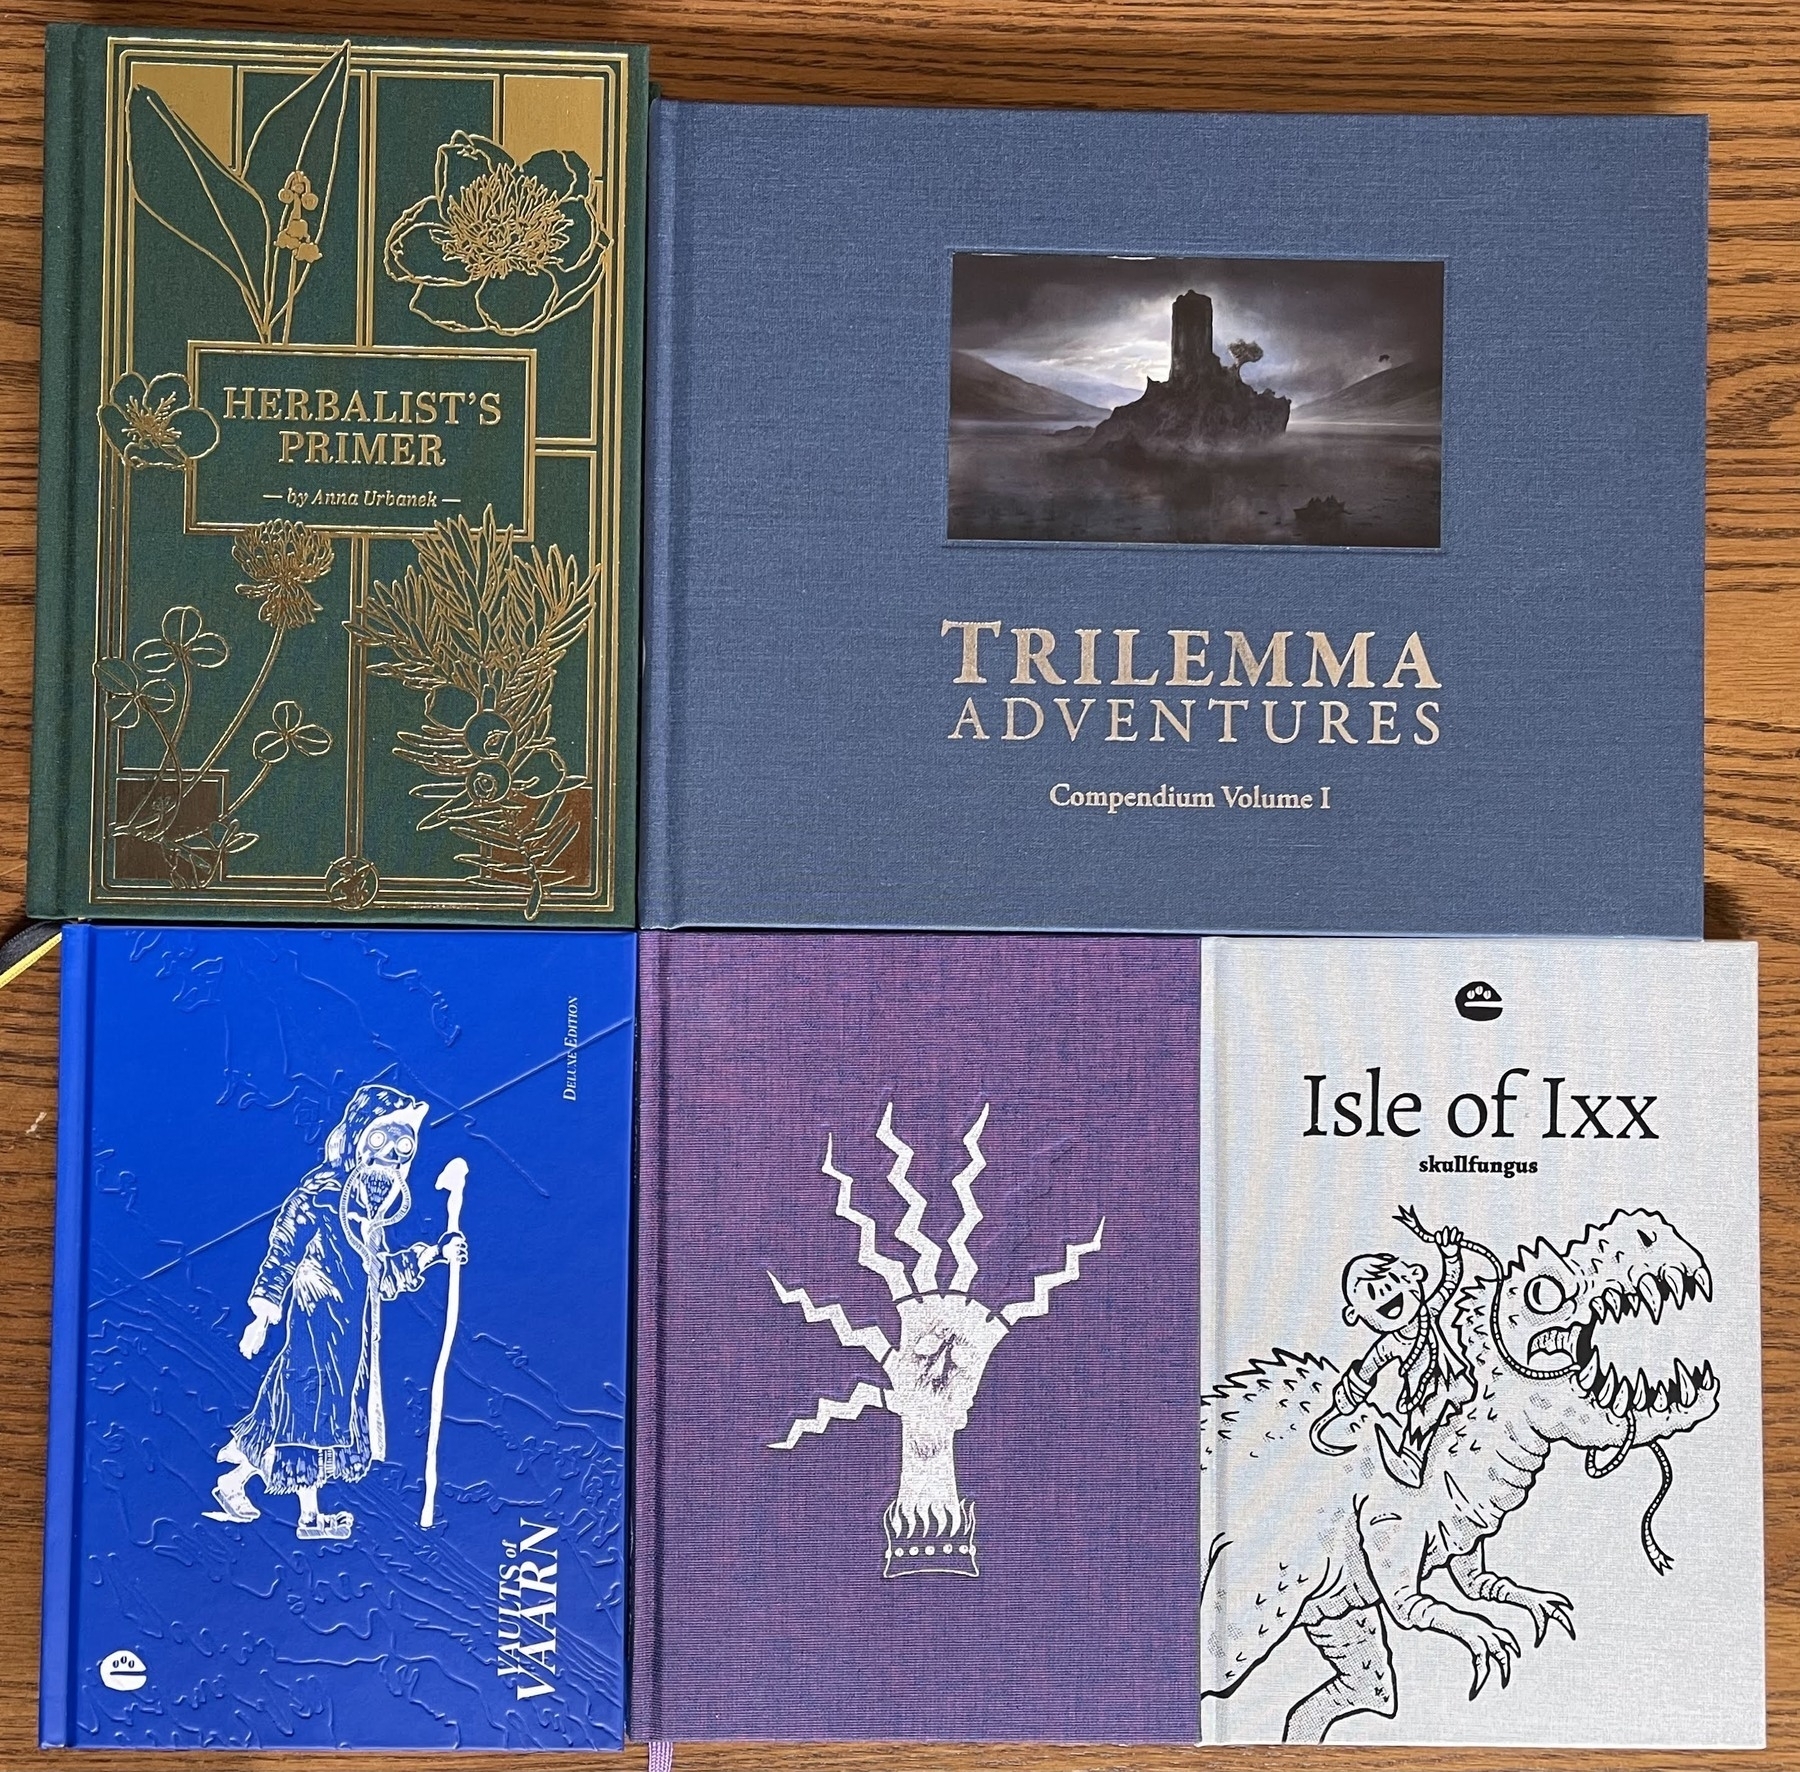 HERBALIST'S
PRIMER
— by Anna Urbanek —
TRILEMMA
ADVENTURES
Compendium Volume I
DELUXE EDITION
VAULTS of
VAARN
Isle of Ixx
skullfungus